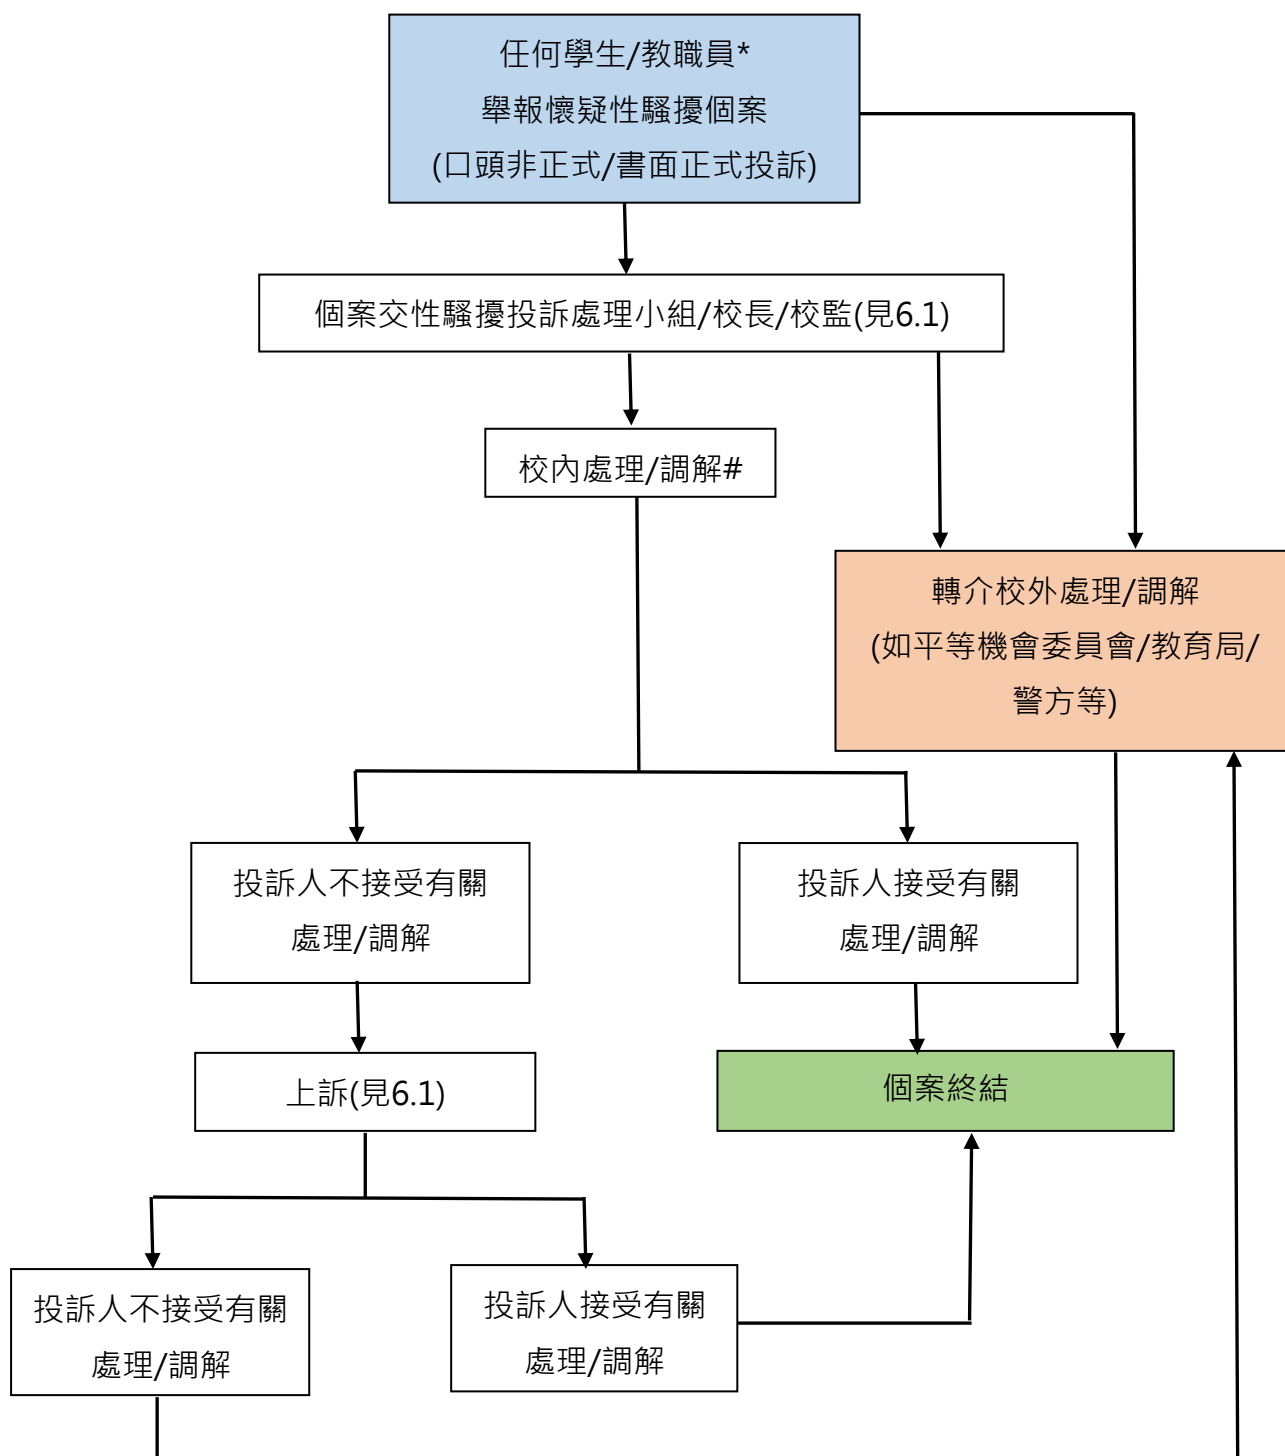 任何學生/教職員*
舉報懷疑性騷擾個案
(口頭非正式/書面正式投訴)
個案交性騷擾投訴處理小組/校長/校監(見6.1)
校內處理/調解#
轉介校外處理/調解
(如平等機會委員會/教育局/
警方等)
投訴人不接受有關
處理/調解
投訴人接受有關
處理/調解
上訴(見6.1)
個案終結
投訴人不接受有關
處理/調解
投訴人接受有關
處理/調解